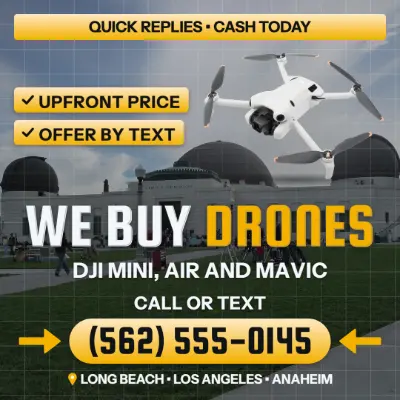 QUICK REPLIES • CASH TODAY
✓ UPFRONT PRICE
✓ OFFER BY TEXT
WE BUY DRONES
DJI MINI, AIR AND MAVIC
CALL OR TEXT
(562) 555-0145
LONG BEACH • LOS ANGELES • ANAHEIM